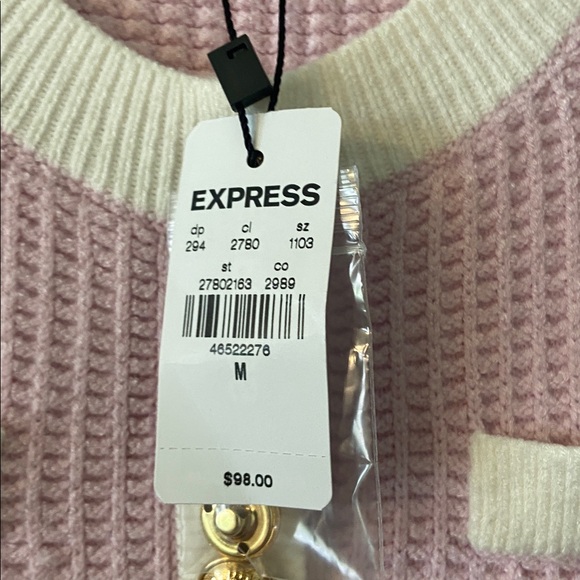 EXPRESS
dp cl sz
294 2780 1103
st co
27802163 2989
46522276
M
$98.00